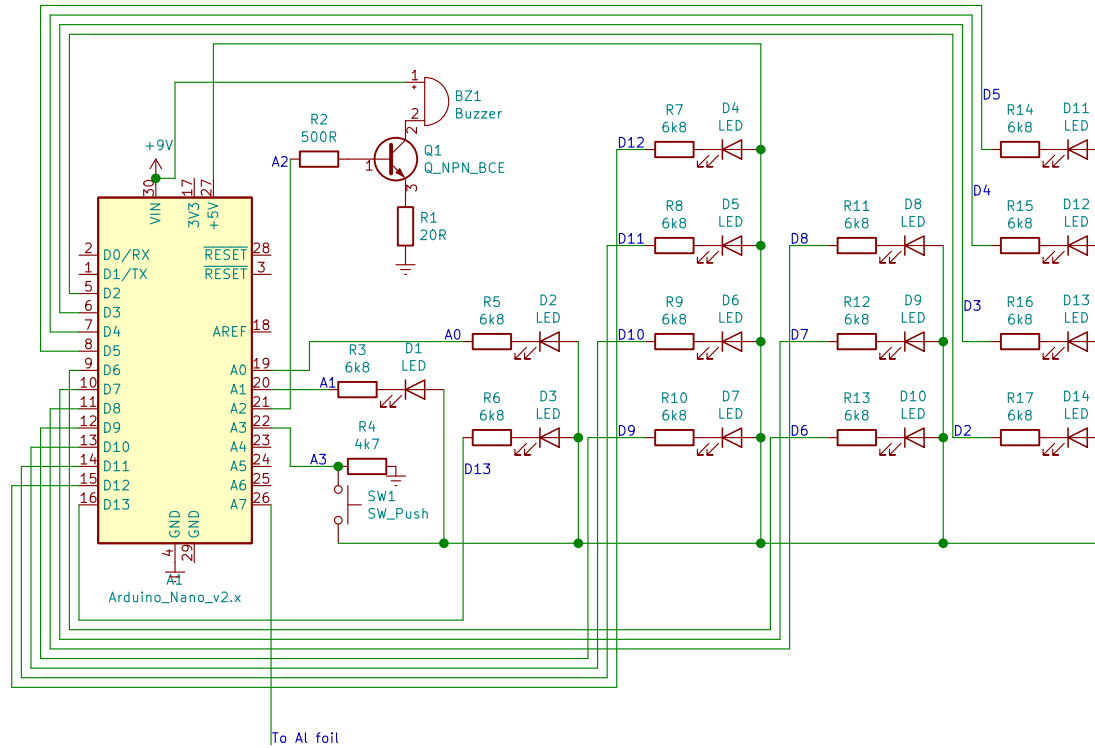 D5
1
BZ1
Buzzer
2
2
R2
500R
+9V
A2
1
Q1
Q_NPN_BCE
3
R1
20R
R7
6k8
D4
LED
D12
R14
6k8
D11
LED
D4
30
17
27
VIN
3V3
+5V
R8
6k8
D5
LED
D11
R11
6k8
D8
LED
D8
R15
6k8
D12
LED
2 D0/RX
RESET 28
1 D1/TX
RESET 3
5 D2
6 D3
7 D4
AREF 18
8 D5
9 D6
A0 19
10 D7
A1 20
11 D8
A2 21
12 D9
A3 22
13 D10
A4 23
14 D11
A5 24
15 D12
A6 25
16 D13
A7 26
GND
GND
4
29
A1
Arduino_Nano_v2.x
R5
6k8
D2
LED
A0
R9
6k8
D6
LED
D10
R12
6k8
D9
LED
D7
D3
R16
6k8
D13
LED
R3
6k8
D1
LED
A1
R6
6k8
D3
LED
D13
R10
6k8
D7
LED
D9
R13
6k8
D10
LED
D6
D2
R17
6k8
D14
LED
R4
4k7
A3
SW1
SW_Push
To Al foil